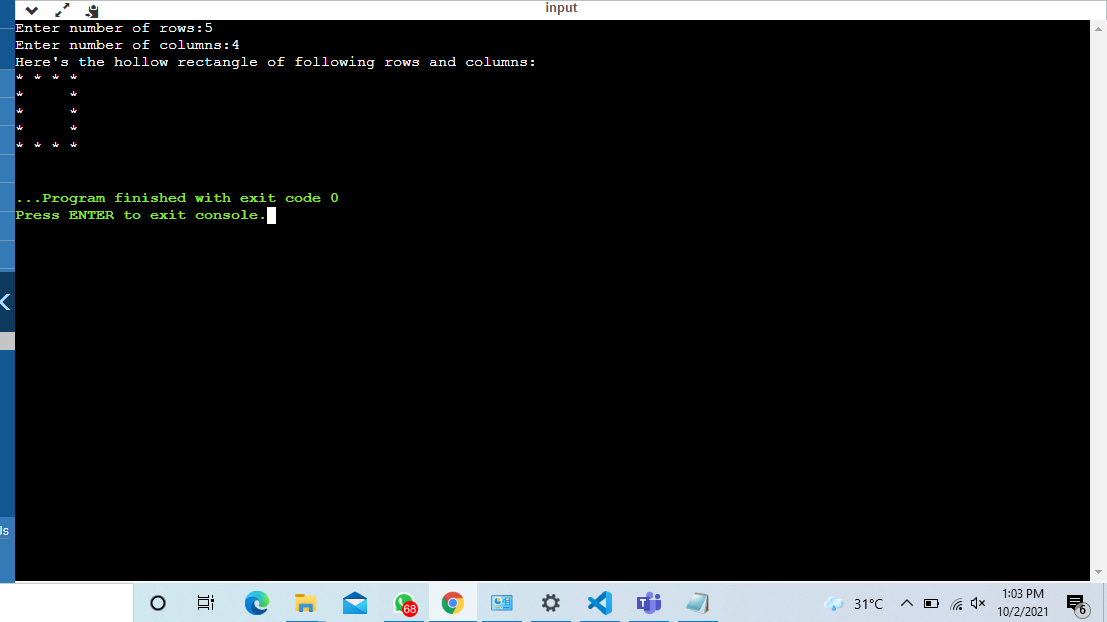 input
Enter number of rows:5
Enter number of columns:4
Here's the hollow rectangle of following rows and columns:
* * * *
*     *
*     *
*     *
* * * *
...Program finished with exit code 0
Press ENTER to exit console.
68
31°C
1:03 PM
10/2/2021
6